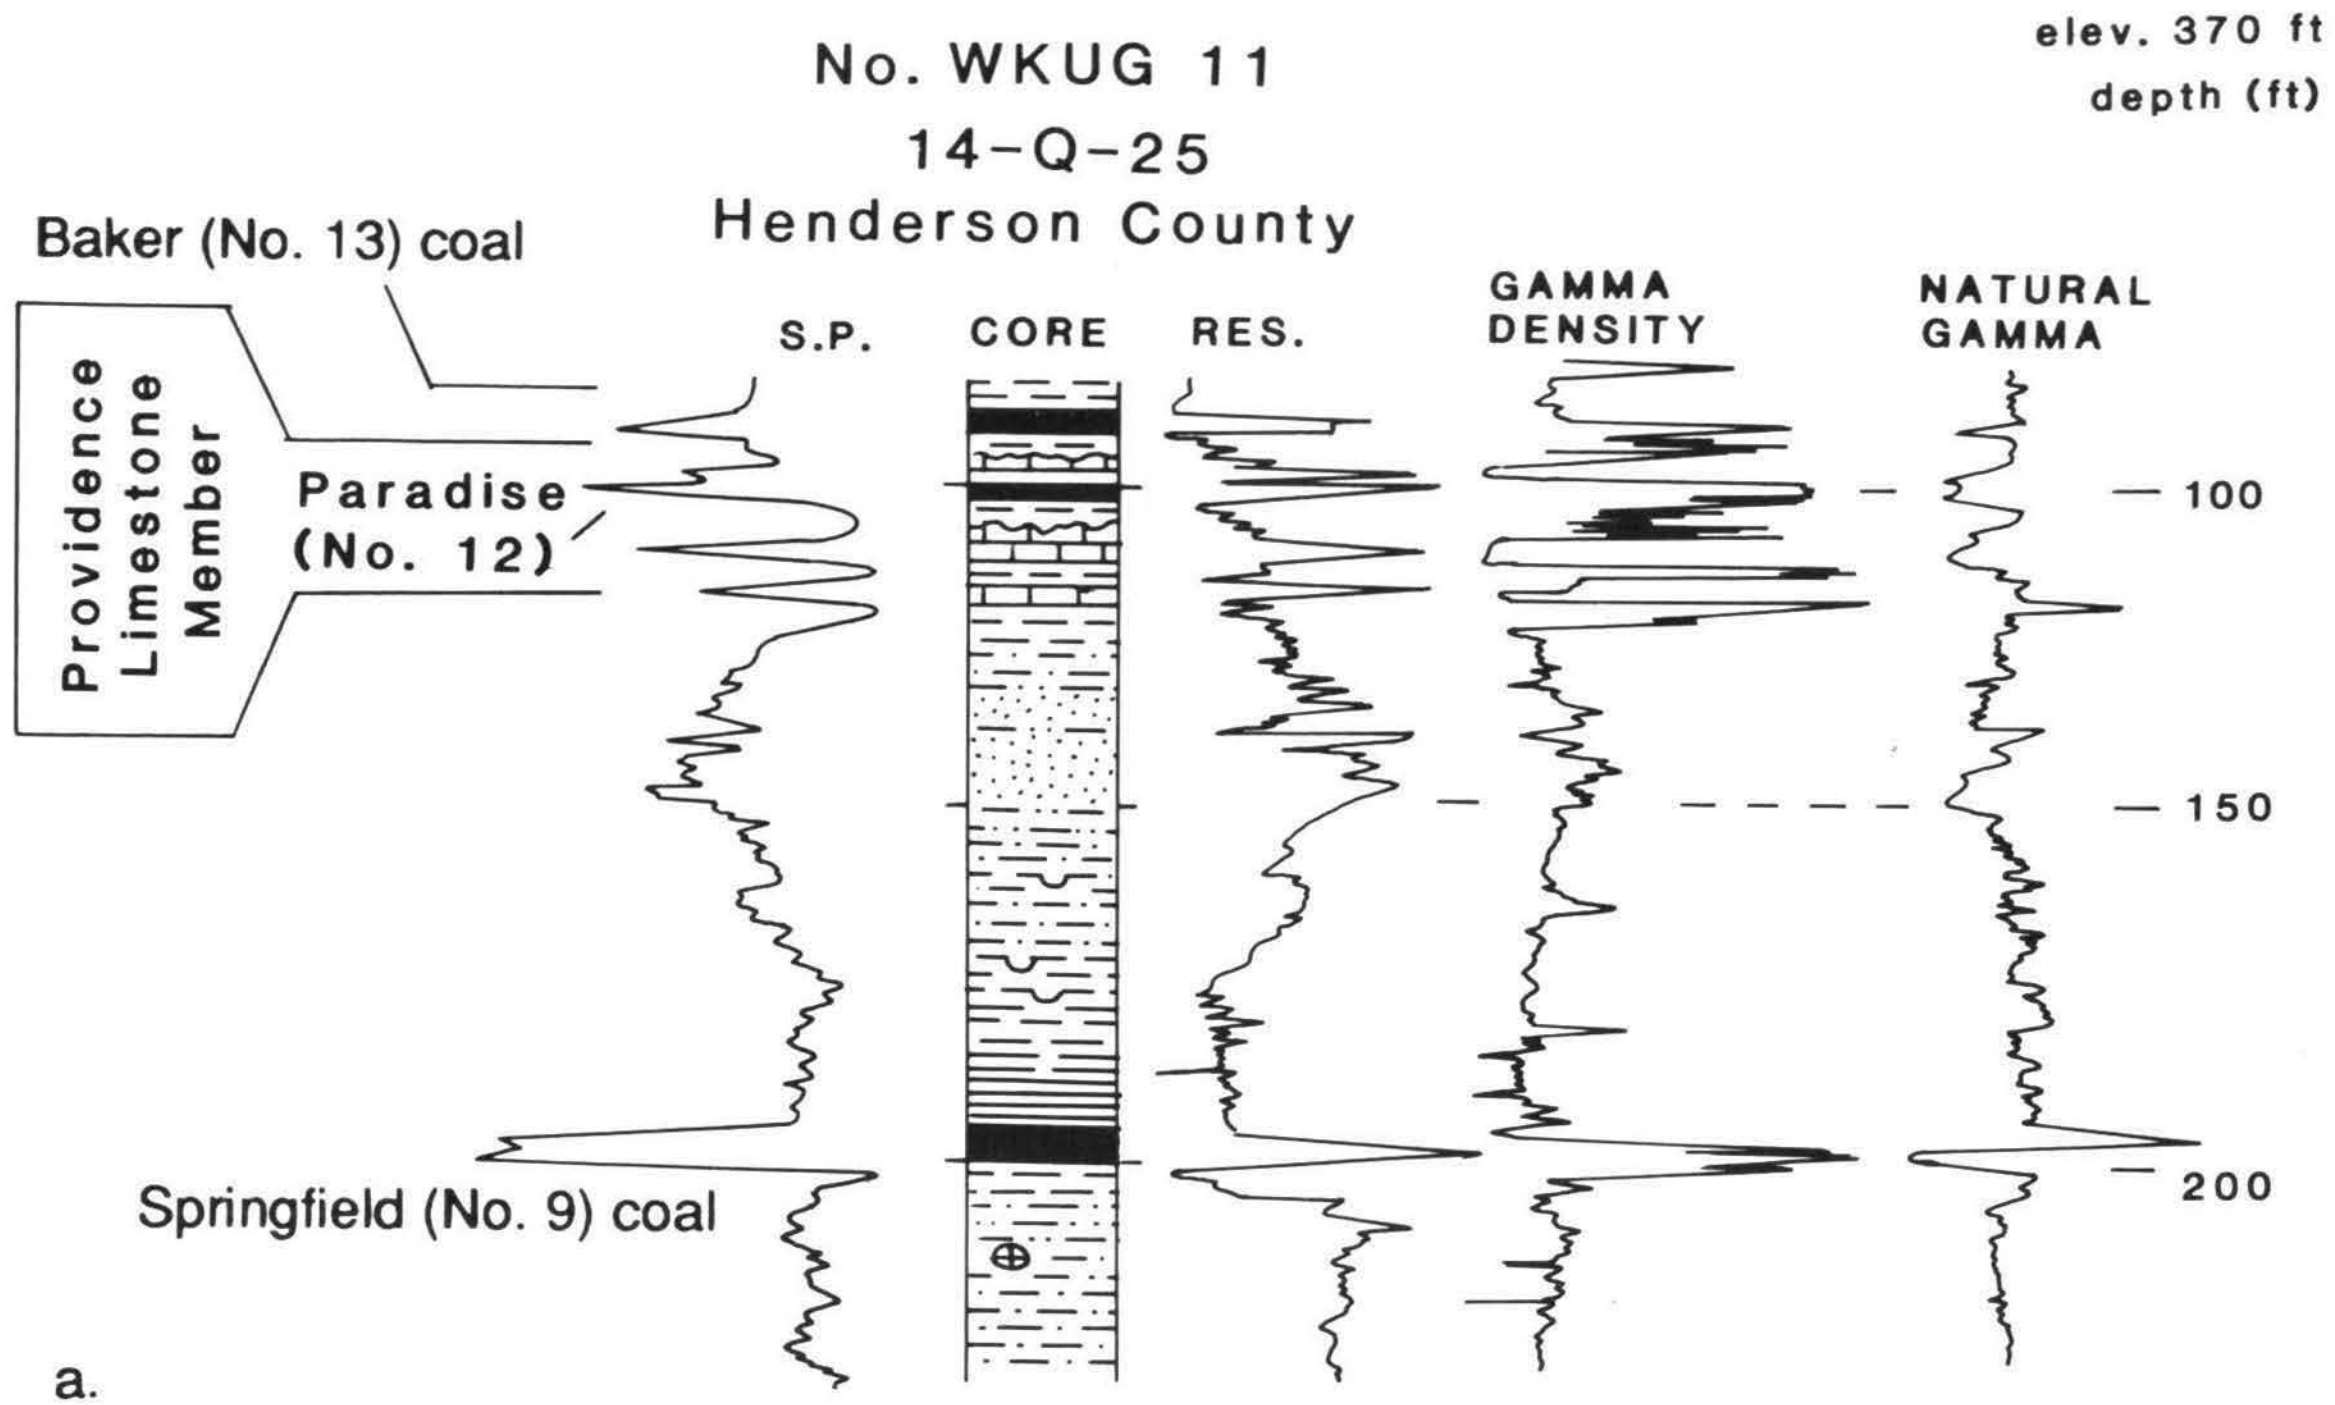 elev. 370 ft
depth (ft)
No. WKUG 11
14-Q-25
Henderson County
Baker (No. 13) coal
Providence
Limestone
Member
Paradise
(No. 12)
S.P.
CORE
RES.
GAMMA
DENSITY
NATURAL
GAMMA
100
150
200
Springfield (No. 9) coal
a.